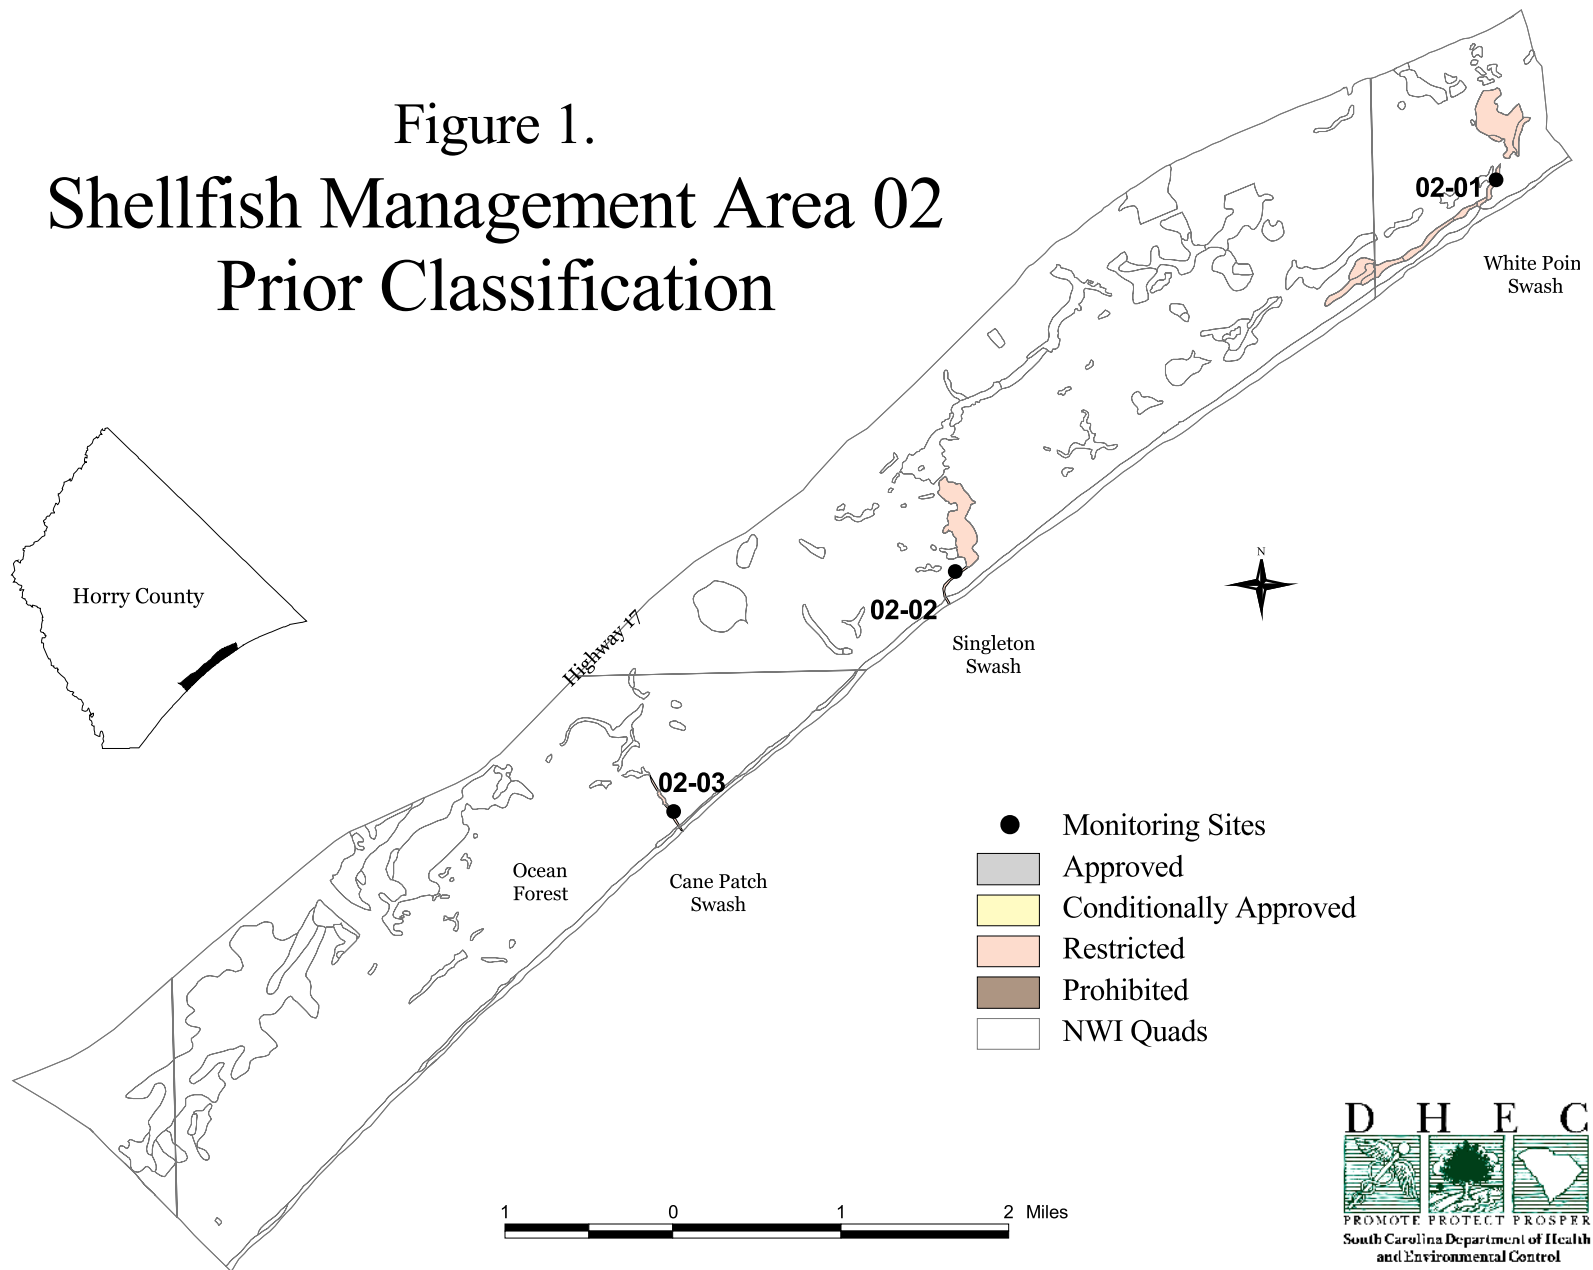 Figure 1.
Shellfish Management Area 02
Prior Classification
02-01
White Poin
Swash
Horry County
N
02-02
Singleton
Swash
Highway 17
02-03
Ocean
Forest
Cane Patch
Swash
Monitoring Sites
Approved
Conditionally Approved
Restricted
Prohibited
NWI Quads
1 0 1 2 Miles
D H E C
PROMOTE PROTECT PROSPER
South Carolina Department of Health
and Environmental Control